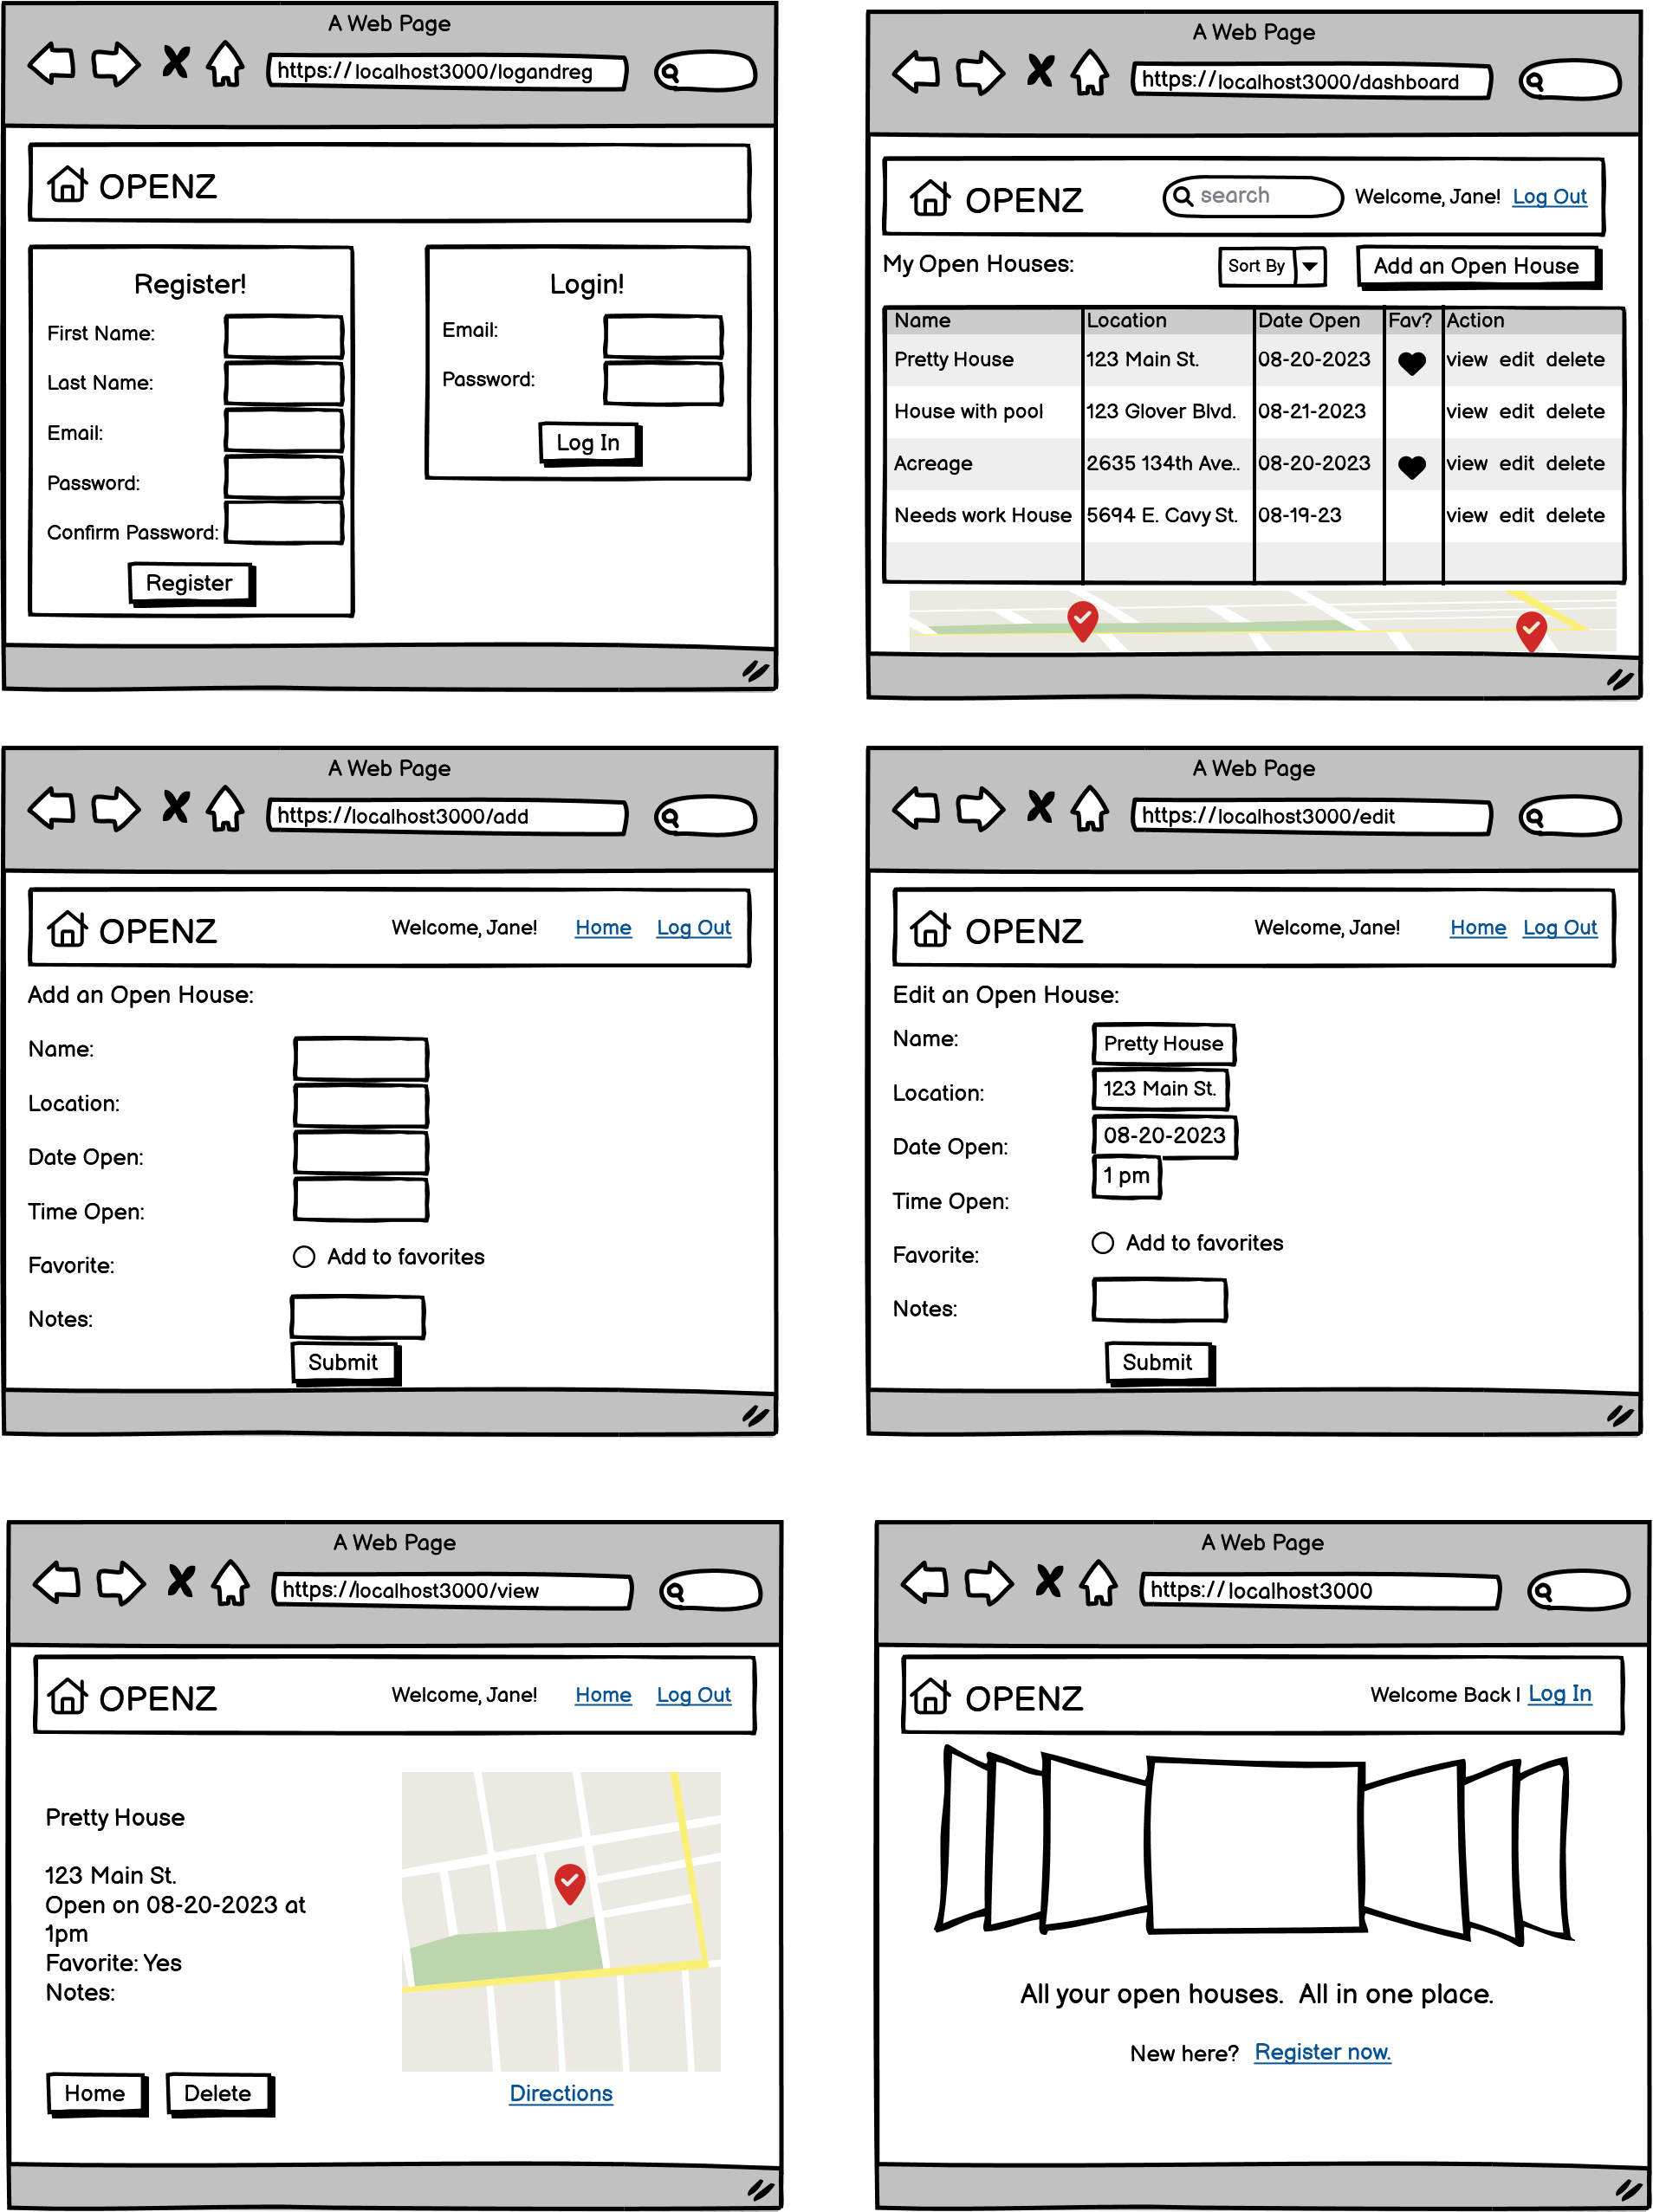 A Web Page
https://localhost3000/logandreg
OPENZ
Register!
First Name:
Last Name:
Email:
Password:
Confirm Password:
Register
Login!
Email:
Password:
Log In
A Web Page
https://localhost3000/dashboard
OPENZ search Welcome, Jane! Log Out
My Open Houses: Sort By Add an Open House
Name Location Date Open Fav? Action
Pretty House 123 Main St. 08-20-2023 view edit delete
House with pool 123 Glover Blvd. 08-21-2023 view edit delete
Acreage 2635 134th Ave.. 08-20-2023 view edit delete
Needs work House 5694 E. Cavy St. 08-19-23 view edit delete
A Web Page
https://localhost3000/add
OPENZ Welcome, Jane! Home Log Out
Add an Open House:
Name:
Location:
Date Open:
Time Open:
Favorite: Add to favorites
Notes:
Submit
A Web Page
https://localhost3000/edit
OPENZ Welcome, Jane! Home Log Out
Edit an Open House:
Name: Pretty House
Location: 123 Main St.
Date Open: 08-20-2023
Time Open: 1 pm
Favorite: Add to favorites
Notes:
Submit
A Web Page
https://localhost3000/view
OPENZ Welcome, Jane! Home Log Out
Pretty House
123 Main St.
Open on 08-20-2023 at
1pm
Favorite: Yes
Notes:
Home Delete
Directions
A Web Page
https://localhost3000
OPENZ Welcome Back | Log In
All your open houses. All in one place.
New here? Register now.